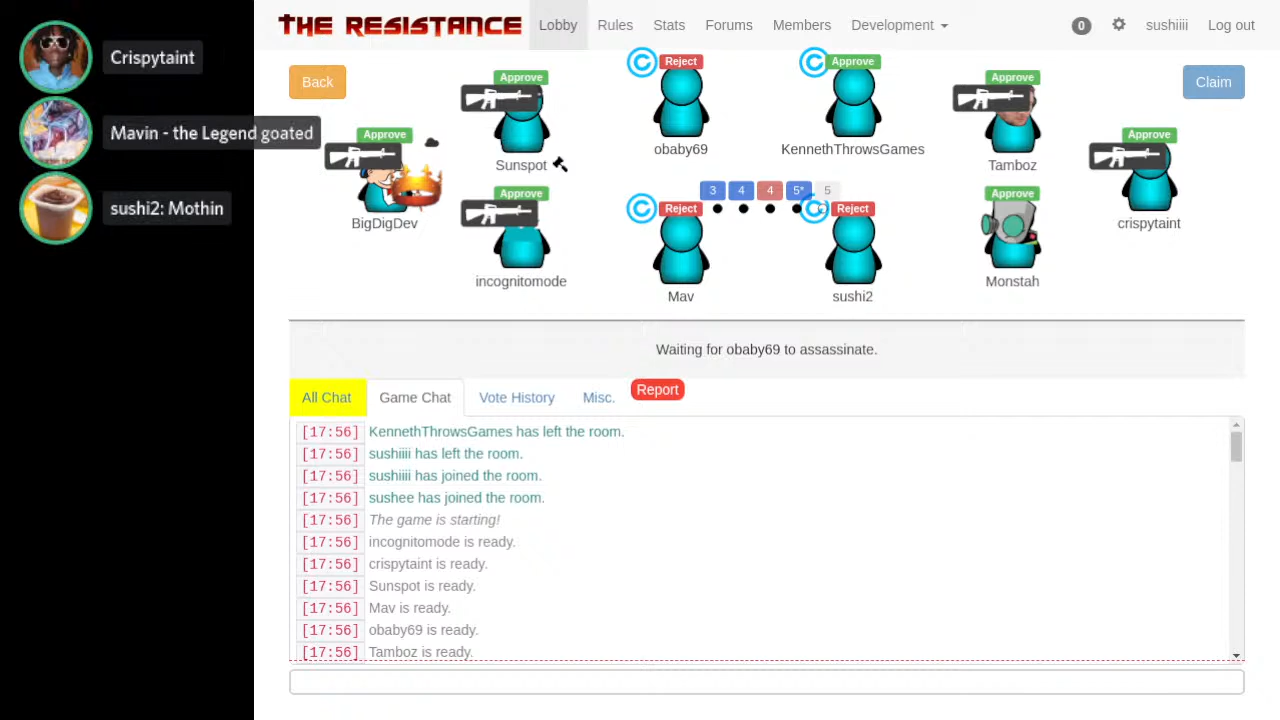 Crispytaint
Mavin - the Legend goated
sushi2: Mothin
THE RESISTANCE Lobby Rules Stats Forums Members Development 0 sushiiii Log out
Back Claim
Reject Approve
Approve Approve
Approve Approve
obaby69 KennethThrowsGames
Sunspot Tamboz
Approve Approve
3 4 4 5* 5
Reject Reject
BigDigDev crispytaint
incognitomode Monstah
Mav sushi2
Waiting for obaby69 to assassinate.
All Chat Game Chat Vote History Misc. Report
[17:56] KennethThrowsGames has left the room.
[17:56] sushiiii has left the room.
[17:56] sushiiii has joined the room.
[17:56] sushee has joined the room.
[17:56] The game is starting!
[17:56] incognitomode is ready.
[17:56] crispytaint is ready.
[17:56] Sunspot is ready.
[17:56] Mav is ready.
[17:56] obaby69 is ready.
[17:56] Tamboz is ready.